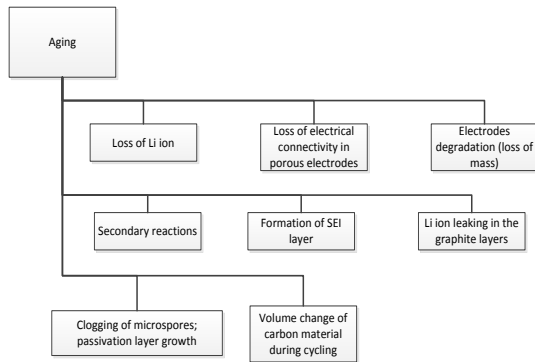 Aging
Loss of Li ion
Loss of electrical
connectivity in
porous electrodes
Electrodes
degradation (loss of
mass)
Secondary reactions
Formation of SEI
layer
Li ion leaking in the
graphite layers
Clogging of microspores;
passivation layer growth
Volume change of
carbon material
during cycling